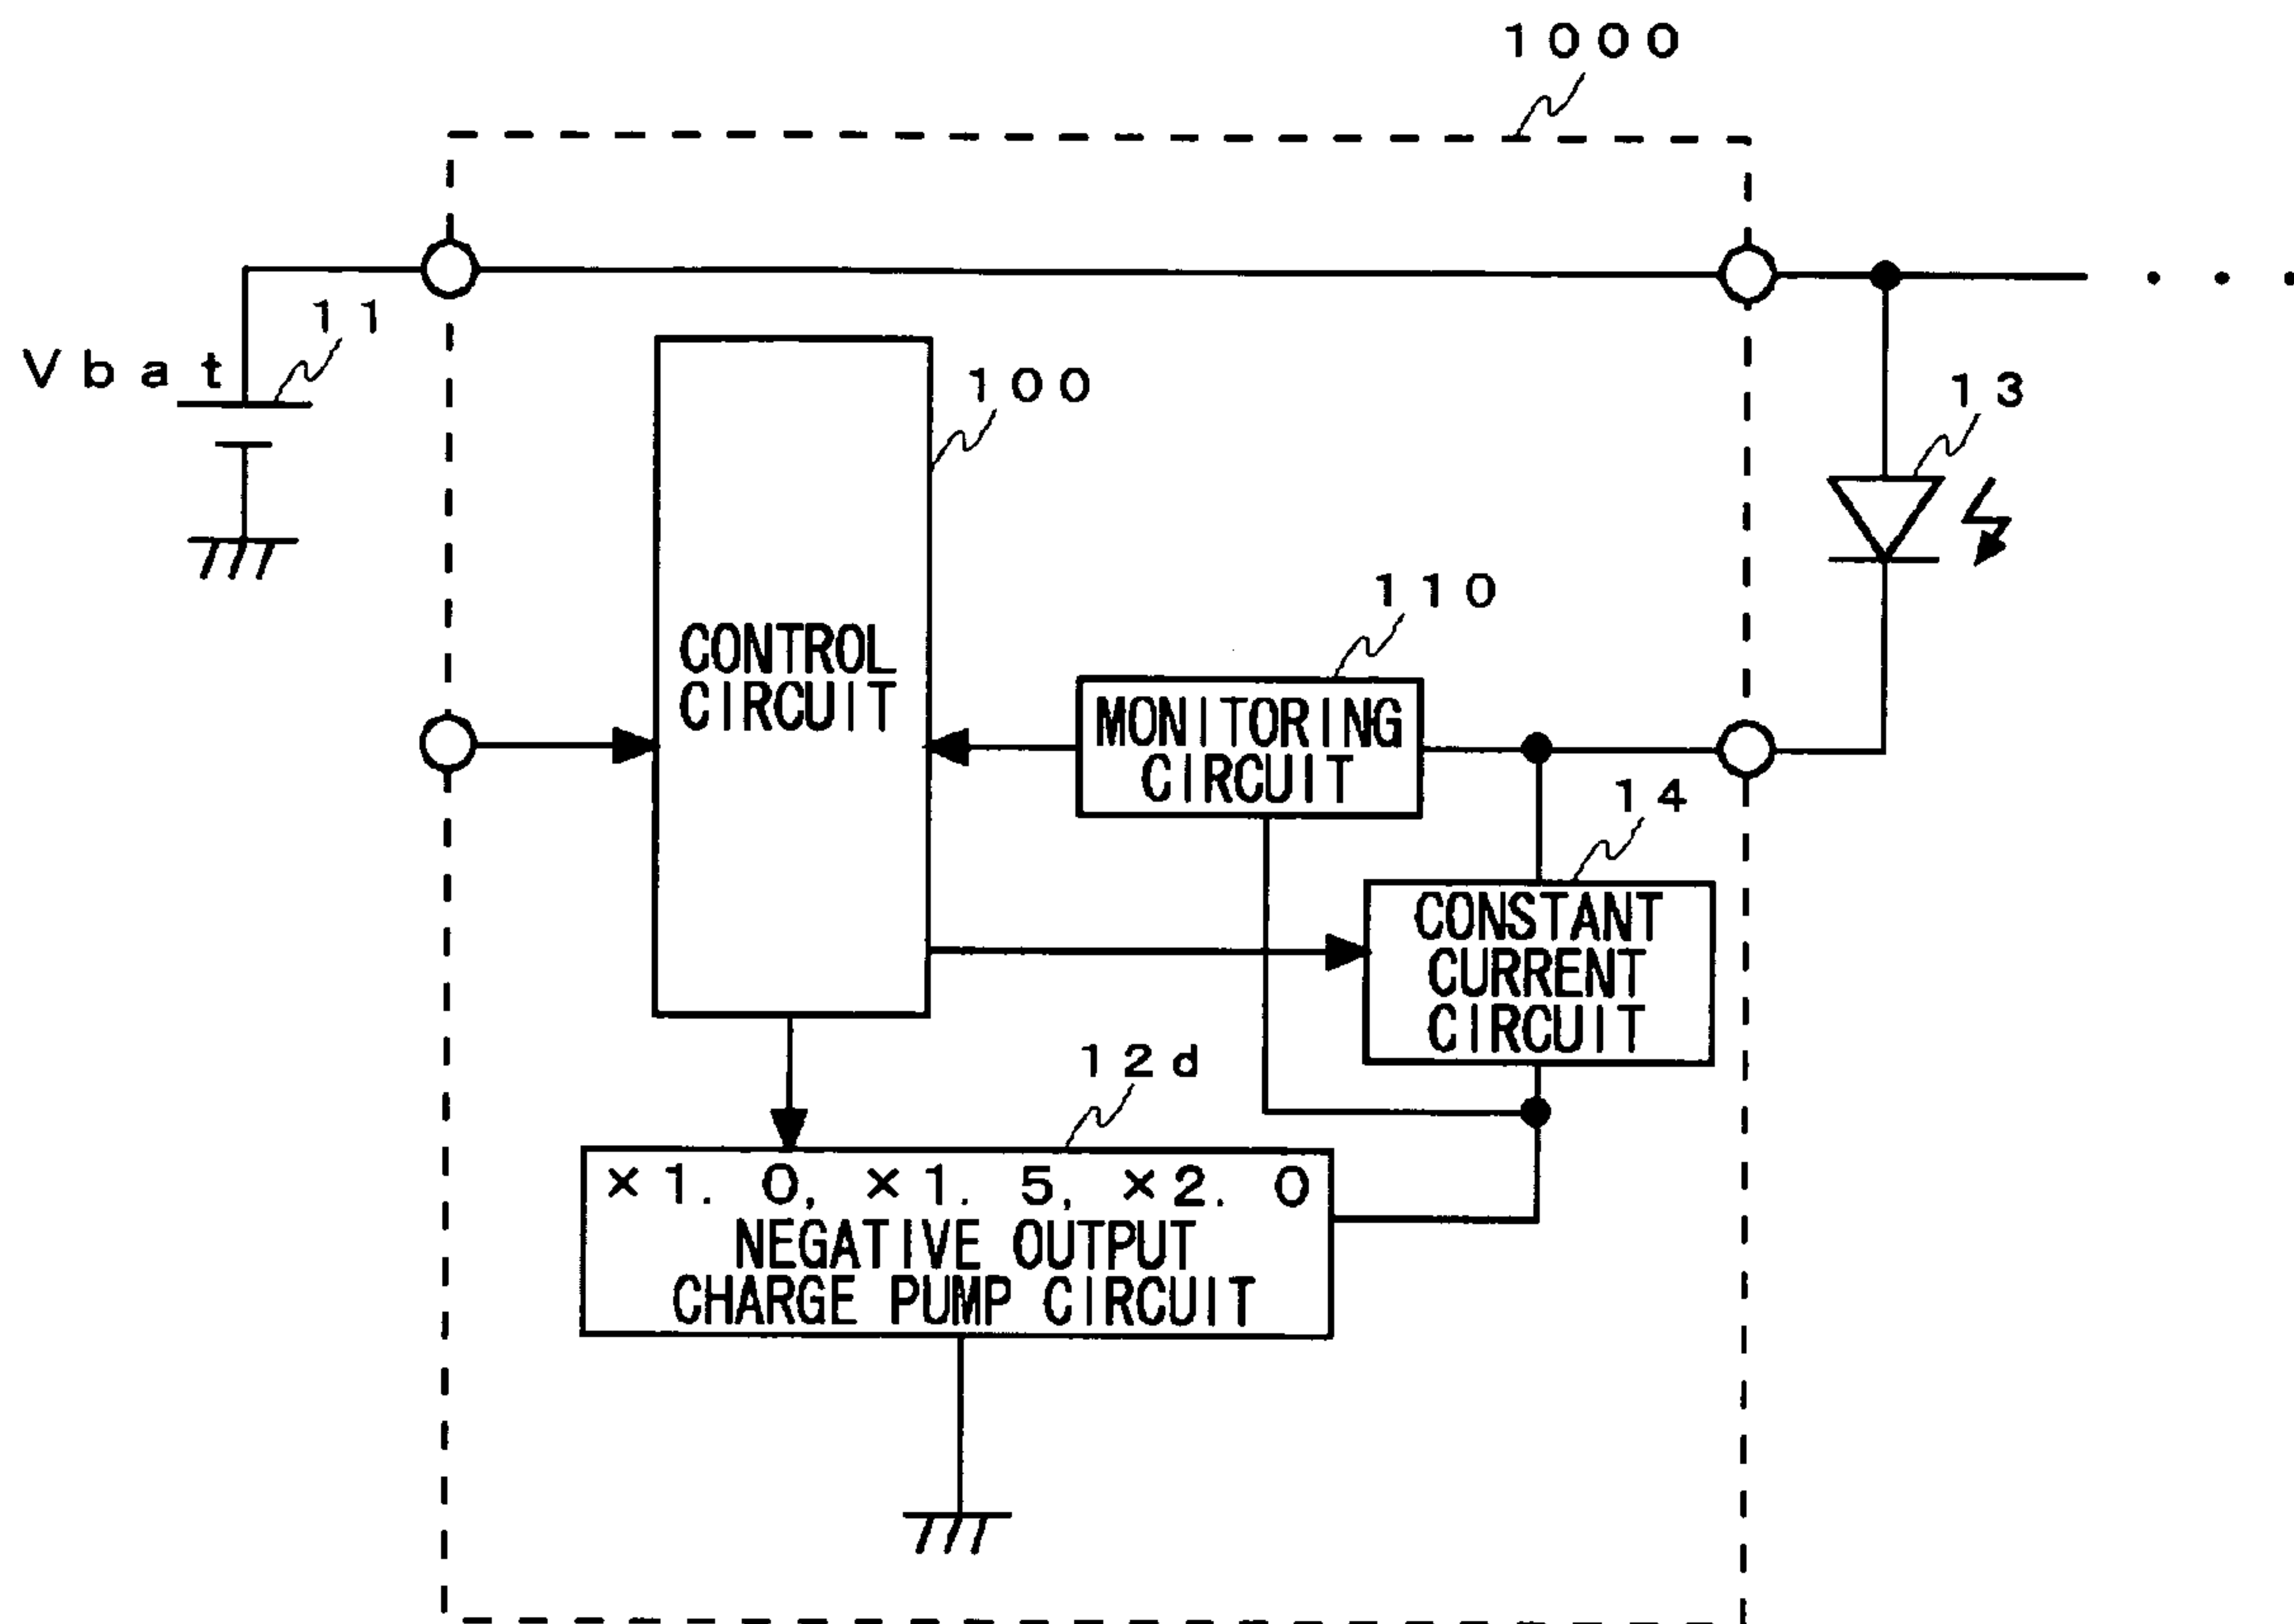 1000
11
Vbat
100
13
CONTROL
CIRCUIT
110
MONITORING
CIRCUIT
14
CONSTANT
CURRENT
CIRCUIT
12d
×1.0, ×1.5, ×2.0
NEGATIVE OUTPUT
CHARGE PUMP CIRCUIT